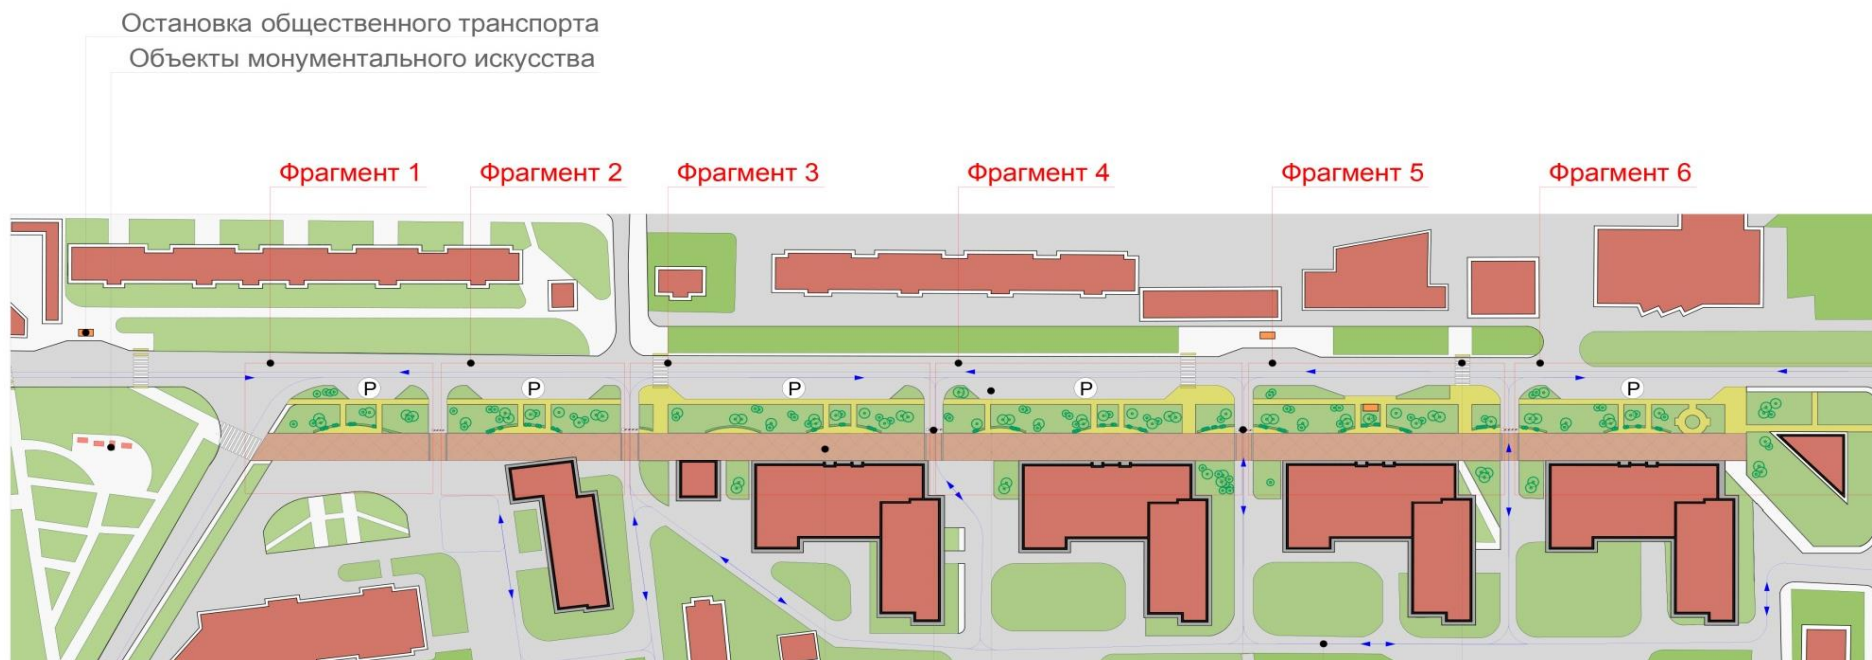 Остановка общественного транспорта
Объекты монументального искусства
Фрагмент 1
Фрагмент 2
Фрагмент 3
Фрагмент 4
Фрагмент 5
Фрагмент 6
P
P
P
P
P